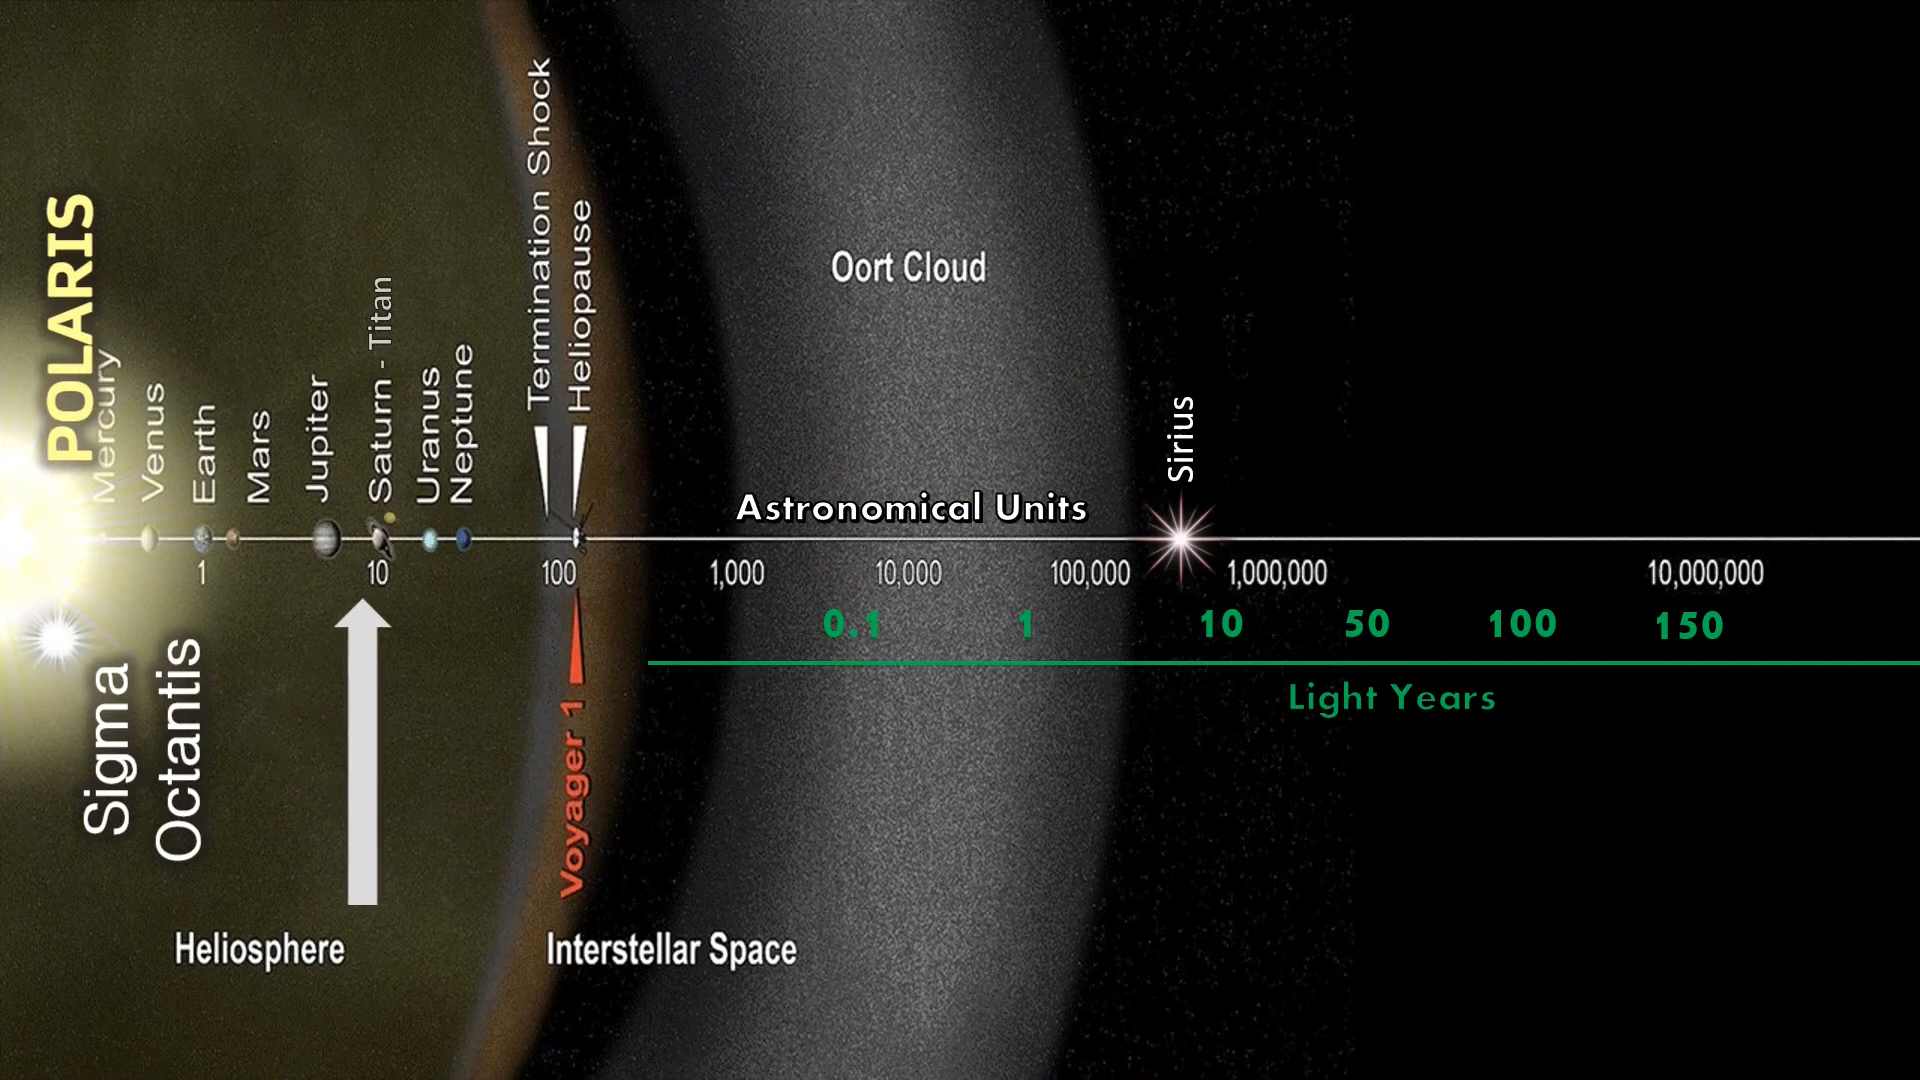 POLARIS
Mercury
Venus
Earth
Mars
Jupiter
Saturn - Titan
Uranus
Neptune
Termination Shock
Heliopause
Oort Cloud
Sirius
Astronomical Units
1 10 100 1,000 10,000 100,000 1,000,000 10,000,000
0.1 1 10 50 100 150
Light Years
Sigma
Octantis
Voyager 1
Heliosphere
Interstellar Space